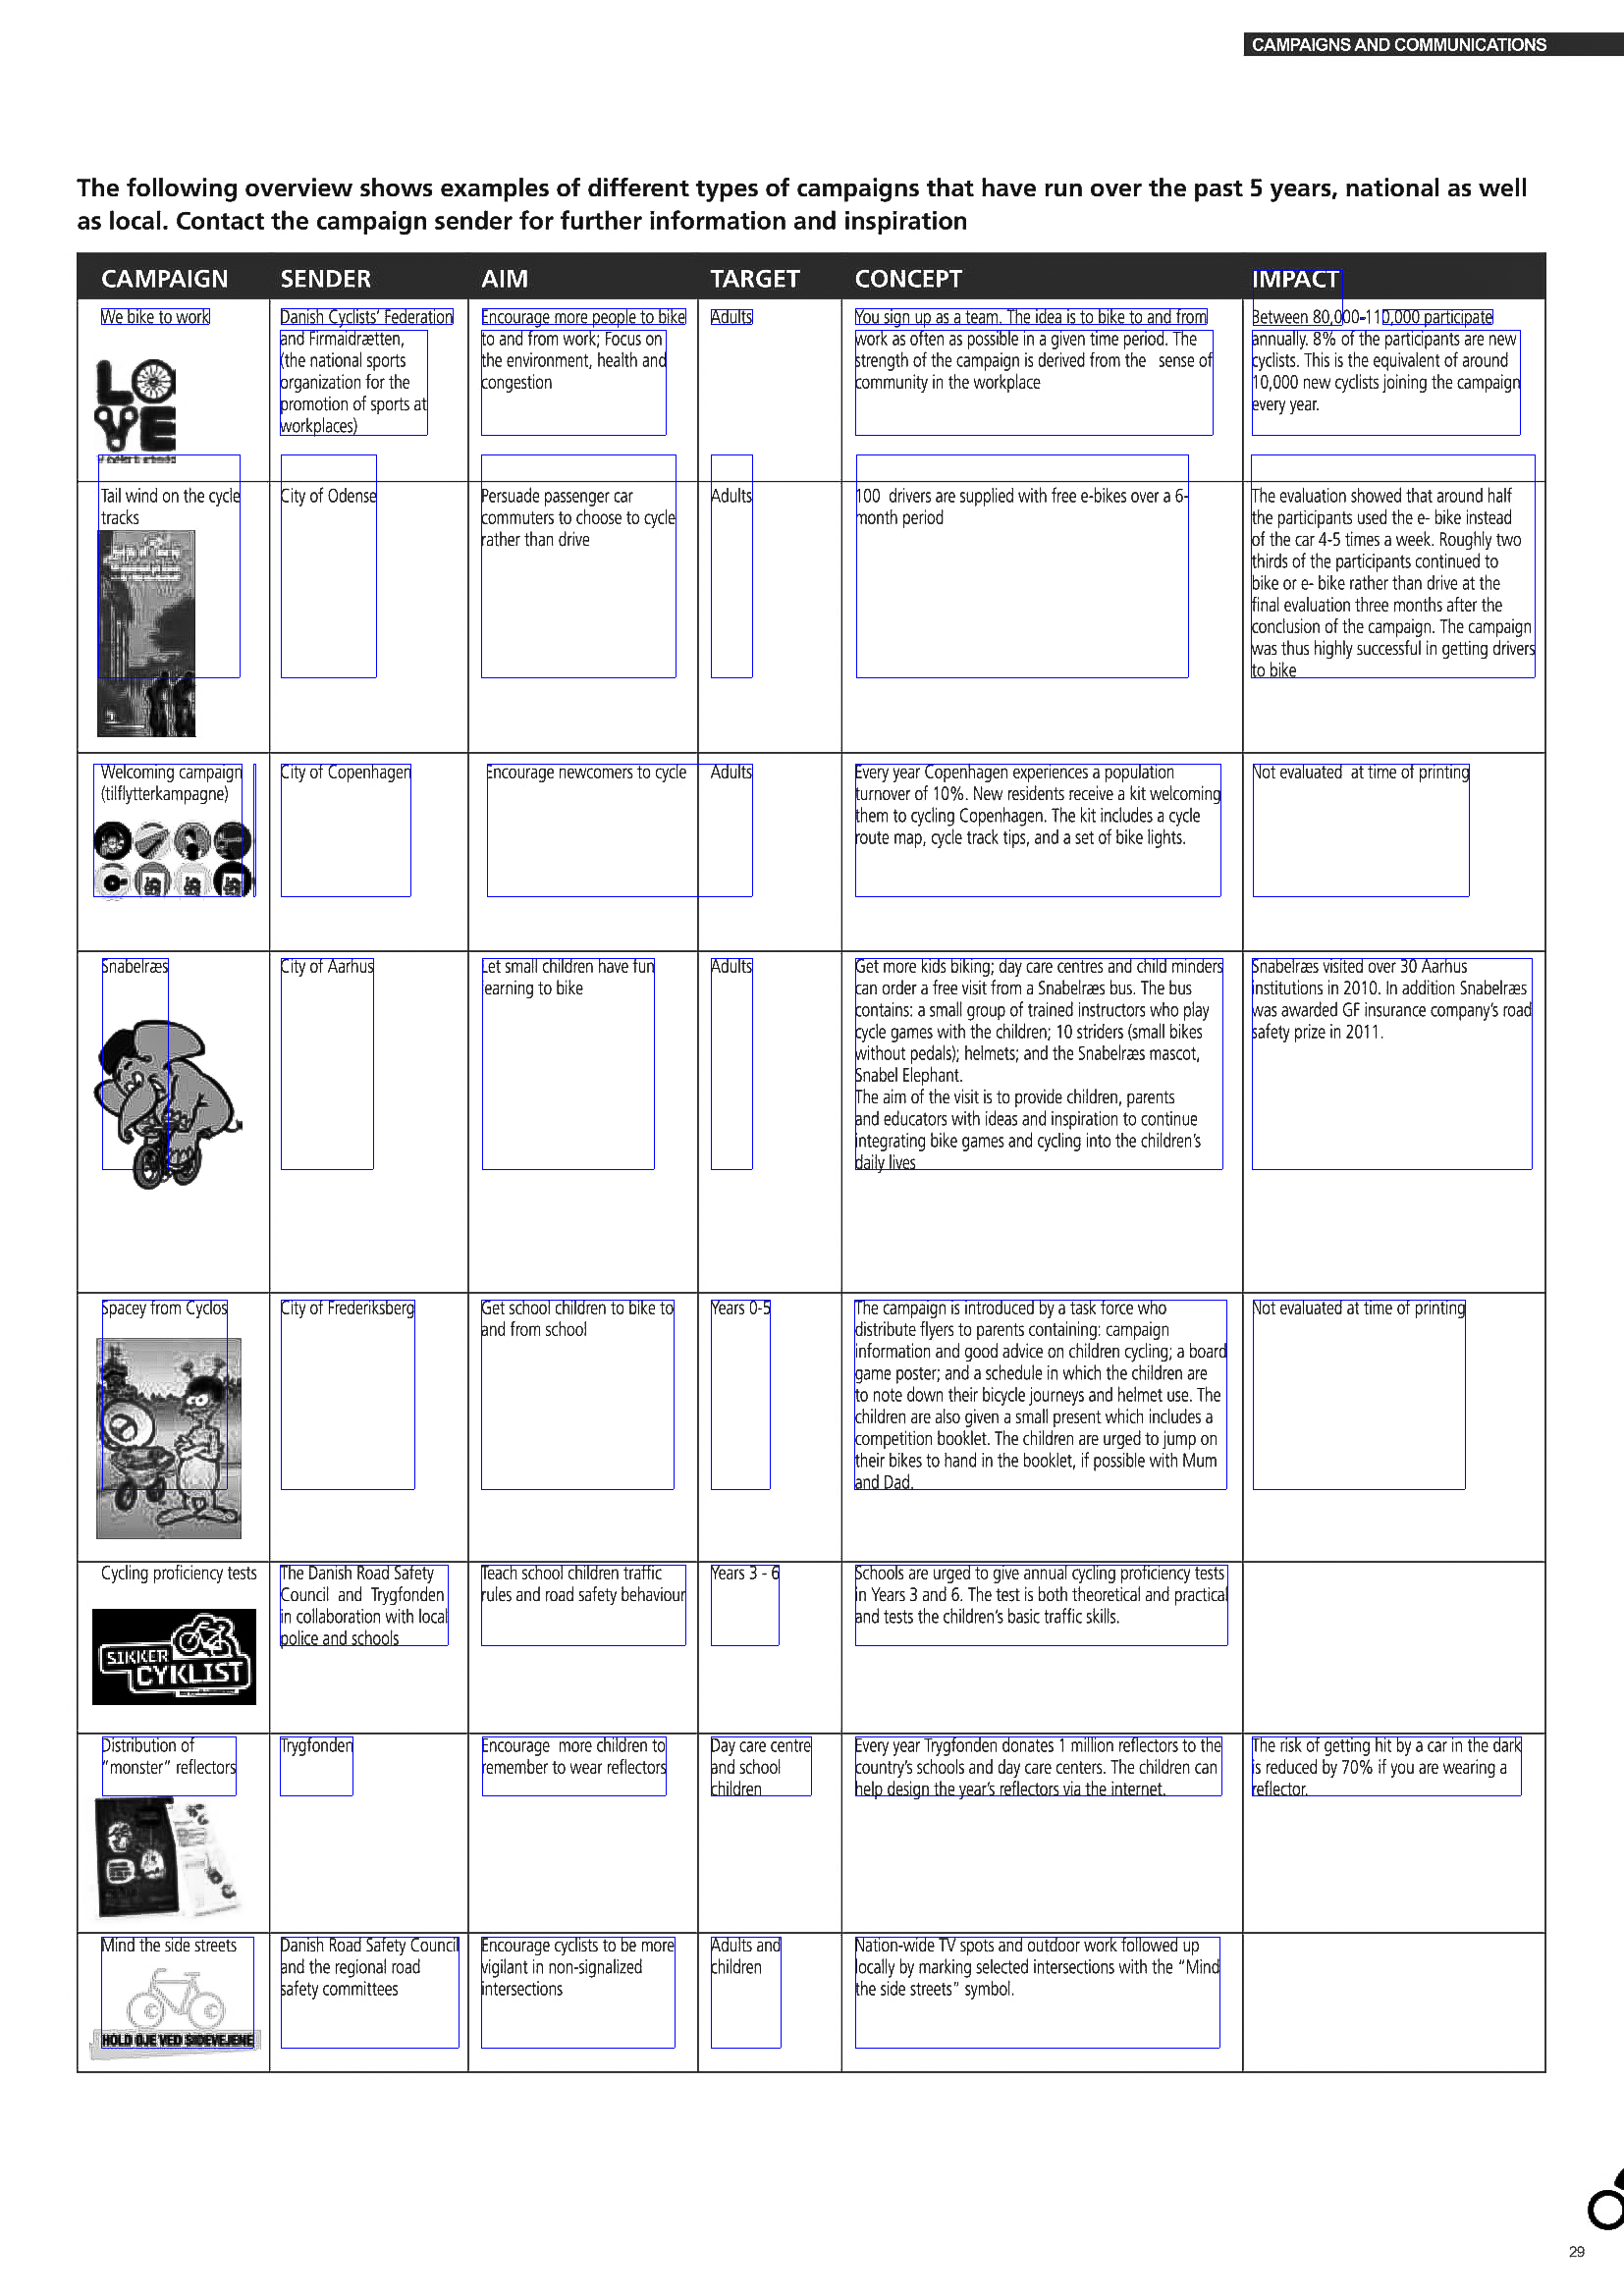 CAMPAIGNS AND COMMUNICATIONS
The following overview shows examples of different types of campaigns that have run over the past 5 years, national as well
as local. Contact the campaign sender for further information and inspiration
CAMPAIGN SENDER AIM TARGET CONCEPT IMPACT
We bike to work
LOVE
Danish Cyclists' Federation
and Firmaidrætten,
(the national sports
organization for the
promotion of sports at
workplaces)
Encourage more people to bike
to and from work; Focus on
the environment, health and
congestion
Adults
You sign up as a team. The idea is to bike to and from
work as often as possible in a given time period. The
strength of the campaign is derived from the sense of
community in the workplace
Between 80,000-110,000 participate
annually. 8% of the participants are new
cyclists. This is the equivalent of around
10,000 new cyclists joining the campaign
every year.
Tail wind on the cycle
tracks
City of Odense
Persuade passenger car
commuters to choose to cycle
rather than drive
Adults
100 drivers are supplied with free e-bikes over a 6-
month period
The evaluation showed that around half
the participants used the e- bike instead
of the car 4-5 times a week. Roughly two
thirds of the participants continued to
bike or e- bike rather than drive at the
final evaluation three months after the
conclusion of the campaign. The campaign
was thus highly successful in getting drivers
to bike
Welcoming campaign
(tilflytterkampagne)
City of Copenhagen
Encourage newcomers to cycle
Adults
Every year Copenhagen experiences a population
turnover of 10%. New residents receive a kit welcoming
them to cycling Copenhagen. The kit includes a cycle
route map, cycle track tips, and a set of bike lights.
Not evaluated at time of printing
Snabelræs
City of Aarhus
Let small children have fun
learning to bike
Adults
Get more kids biking; day care centres and child minders
can order a free visit from a Snabelræs bus. The bus
contains: a small group of trained instructors who play
cycle games with the children; 10 striders (small bikes
without pedals); helmets; and the Snabelræs mascot,
Snabel Elephant.
The aim of the visit is to provide children, parents
and educators with ideas and inspiration to continue
integrating bike games and cycling into the children's
daily lives
Snabelræs visited over 30 Aarhus
institutions in 2010. In addition Snabelræs
was awarded GF insurance company's road
safety prize in 2011.
Spacey from Cyclos
City of Frederiksberg
Get school children to bike to
and from school
Years 0-5
The campaign is introduced by a task force who
distribute flyers to parents containing: campaign
information and good advice on children cycling; a board
game poster; and a schedule in which the children are
to note down their bicycle journeys and helmet use. The
children are also given a small present which includes a
competition booklet. The children are urged to jump on
their bikes to hand in the booklet, if possible with Mum
and Dad.
Not evaluated at time of printing
Cycling proficiency tests
SIKKER
CYKLIST
The Danish Road Safety
Council and Trygfonden
in collaboration with local
police and schools
Teach school children traffic
rules and road safety behaviour
Years 3 - 6
Schools are urged to give annual cycling proficiency tests
in Years 3 and 6. The test is both theoretical and practical
and tests the children's basic traffic skills.
Distribution of
"monster" reflectors
Trygfonden
Encourage more children to
remember to wear reflectors
Day care centre
and school
children
Every year Trygfonden donates 1 million reflectors to the
country's schools and day care centers. The children can
help design the year's reflectors via the internet.
The risk of getting hit by a car in the dark
is reduced by 70% if you are wearing a
reflector.
Mind the side streets
HOLD ØJE VED SIDEVEJENE
Danish Road Safety Council
and the regional road
safety committees
Encourage cyclists to be more
vigilant in non-signalized
intersections
Adults and
children
Nation-wide TV spots and outdoor work followed up
locally by marking selected intersections with the "Mind
the side streets" symbol.
29